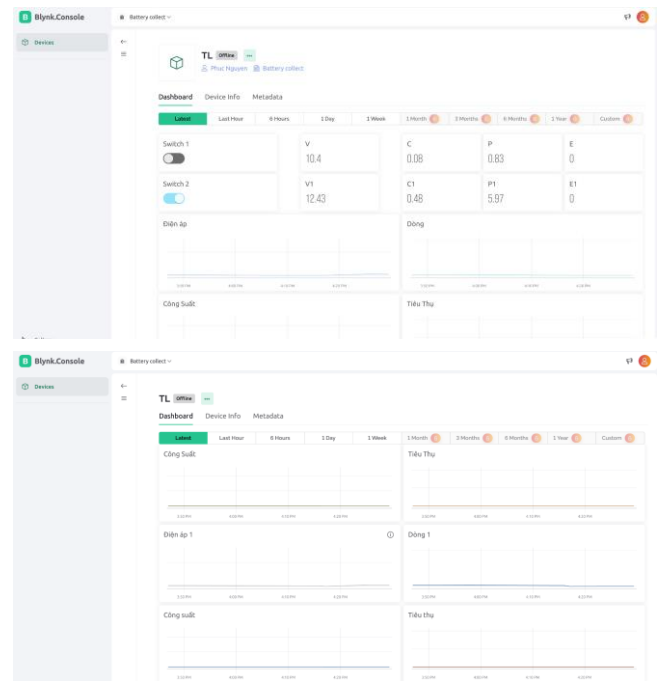 Blynk.Console
Battery collect
Devices
TL Offline
Phuc Nguyen Battery collect
Dashboard Device Info Metadata
Latest Last Hour 6 Hours 1 Day 1 Week 1 Month 3 Months 6 Months 1 Year Custom
Switch 1 V C P E
10.4 0.08 0.83 0
Switch 2 V1 C1 P1 E1
12.43 0.48 5.97 0
Điện áp Dòng
Công Suất Tiêu Thụ
Blynk.Console
Battery collect
Devices
TL Offline
Dashboard Device Info Metadata
Latest Last Hour 6 Hours 1 Day 1 Week 1 Month 3 Months 6 Months 1 Year Custom
Công Suất Tiêu Thụ
Điện áp 1 Dòng 1
Công suất Tiêu thụ